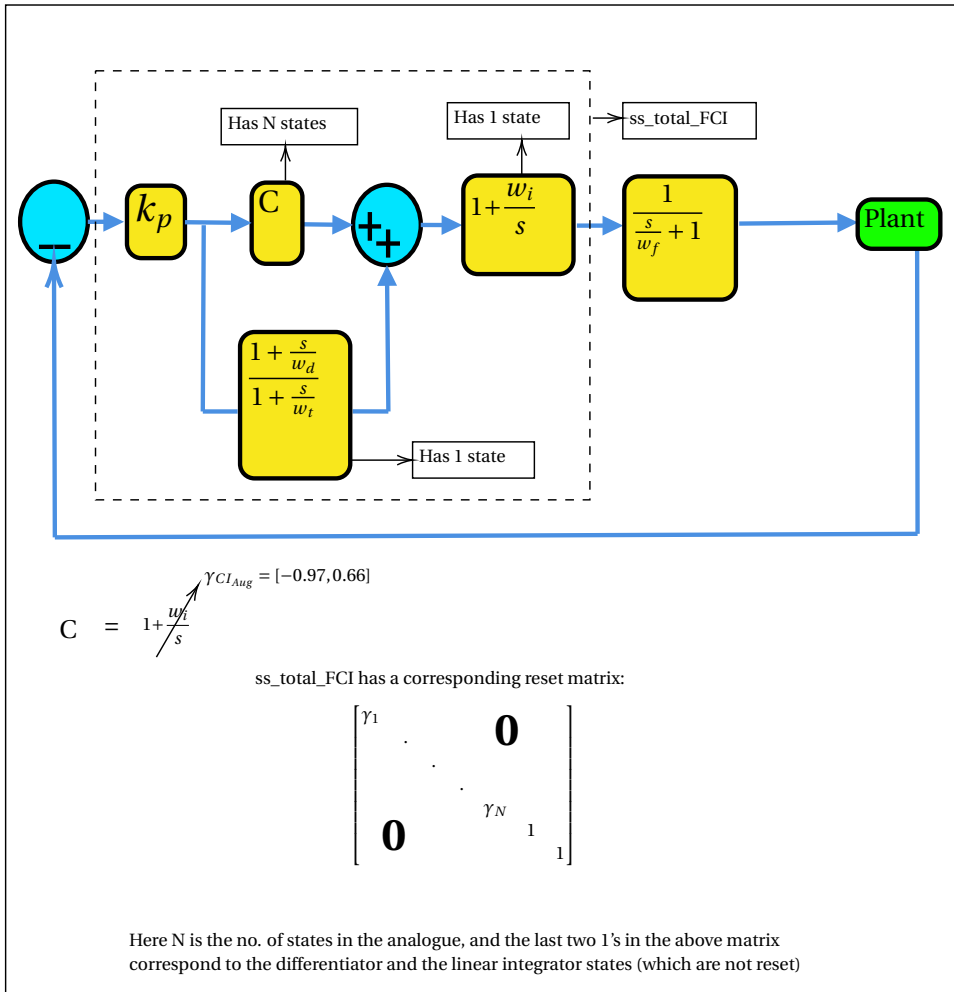 Has N states
Has 1 state
ss_total_FCI
−
k_p
C
++
1+ w_i/s
1/(s/w_f + 1)
Plant
(1 + s/w_d)/(1 + s/w_t)
Has 1 state
γ_{CI_{Aug}} = [−0.97, 0.66]
C = 1+ w_i/s
ss_total_FCI has a corresponding reset matrix:
γ_1
0
.
.
.
γ_N
0
1
1
Here N is the no. of states in the analogue, and the last two 1's in the above matrix
correspond to the differentiator and the linear integrator states (which are not reset)